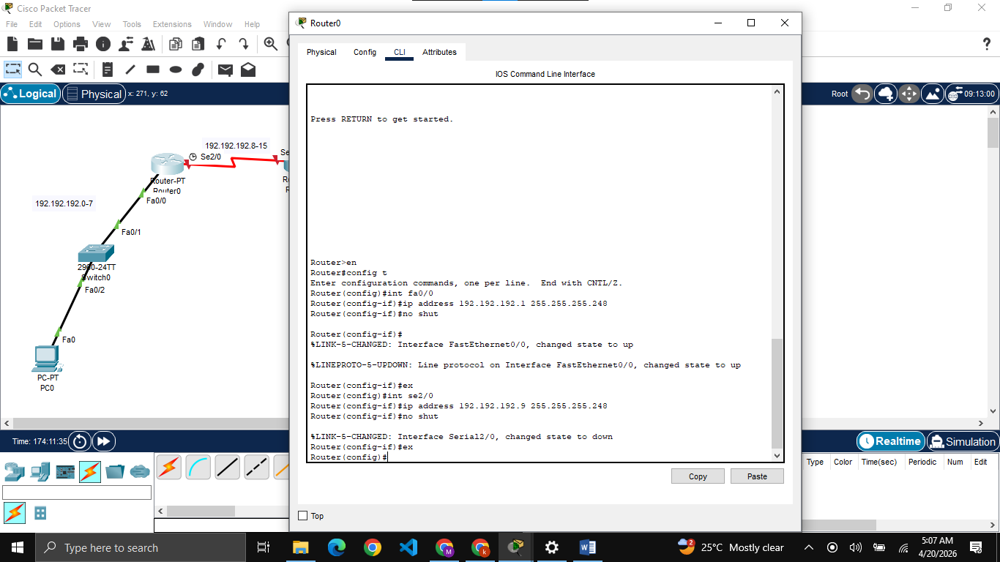 Cisco Packet Tracer
File Edit Options View Tools Extensions Window Help
Logical
Physical
x: 271, y: 62
Root
09:13:00
192.192.192.8-15
Se2/0
Se
Router-PT
Router0
Fa0/0
192.192.192.0-7
Fa0/1
2960-24TT
Switch0
Fa0/2
Fa0
PC-PT
PC0
Router0
Physical Config CLI Attributes
IOS Command Line Interface
Press RETURN to get started.
Router>en
Router#config t
Enter configuration commands, one per line.  End with CNTL/Z.
Router(config)#int fa0/0
Router(config-if)#ip address 192.192.192.1 255.255.255.248
Router(config-if)#no shut
Router(config-if)#
%LINK-5-CHANGED: Interface FastEthernet0/0, changed state to up
%LINEPROTO-5-UPDOWN: Line protocol on Interface FastEthernet0/0, changed state to up
Router(config-if)#ex
Router(config)#int se2/0
Router(config-if)#ip address 192.192.192.9 255.255.255.248
Router(config-if)#no shut
%LINK-5-CHANGED: Interface Serial2/0, changed state to down
Router(config-if)#ex
Router(config)#
Copy
Paste
Top
Time: 174:11:35
Realtime
Simulation
Type Color Time(sec) Periodic Num Edit
Type here to search
M
k
2
25°C Mostly clear
5:07 AM
4/20/2026